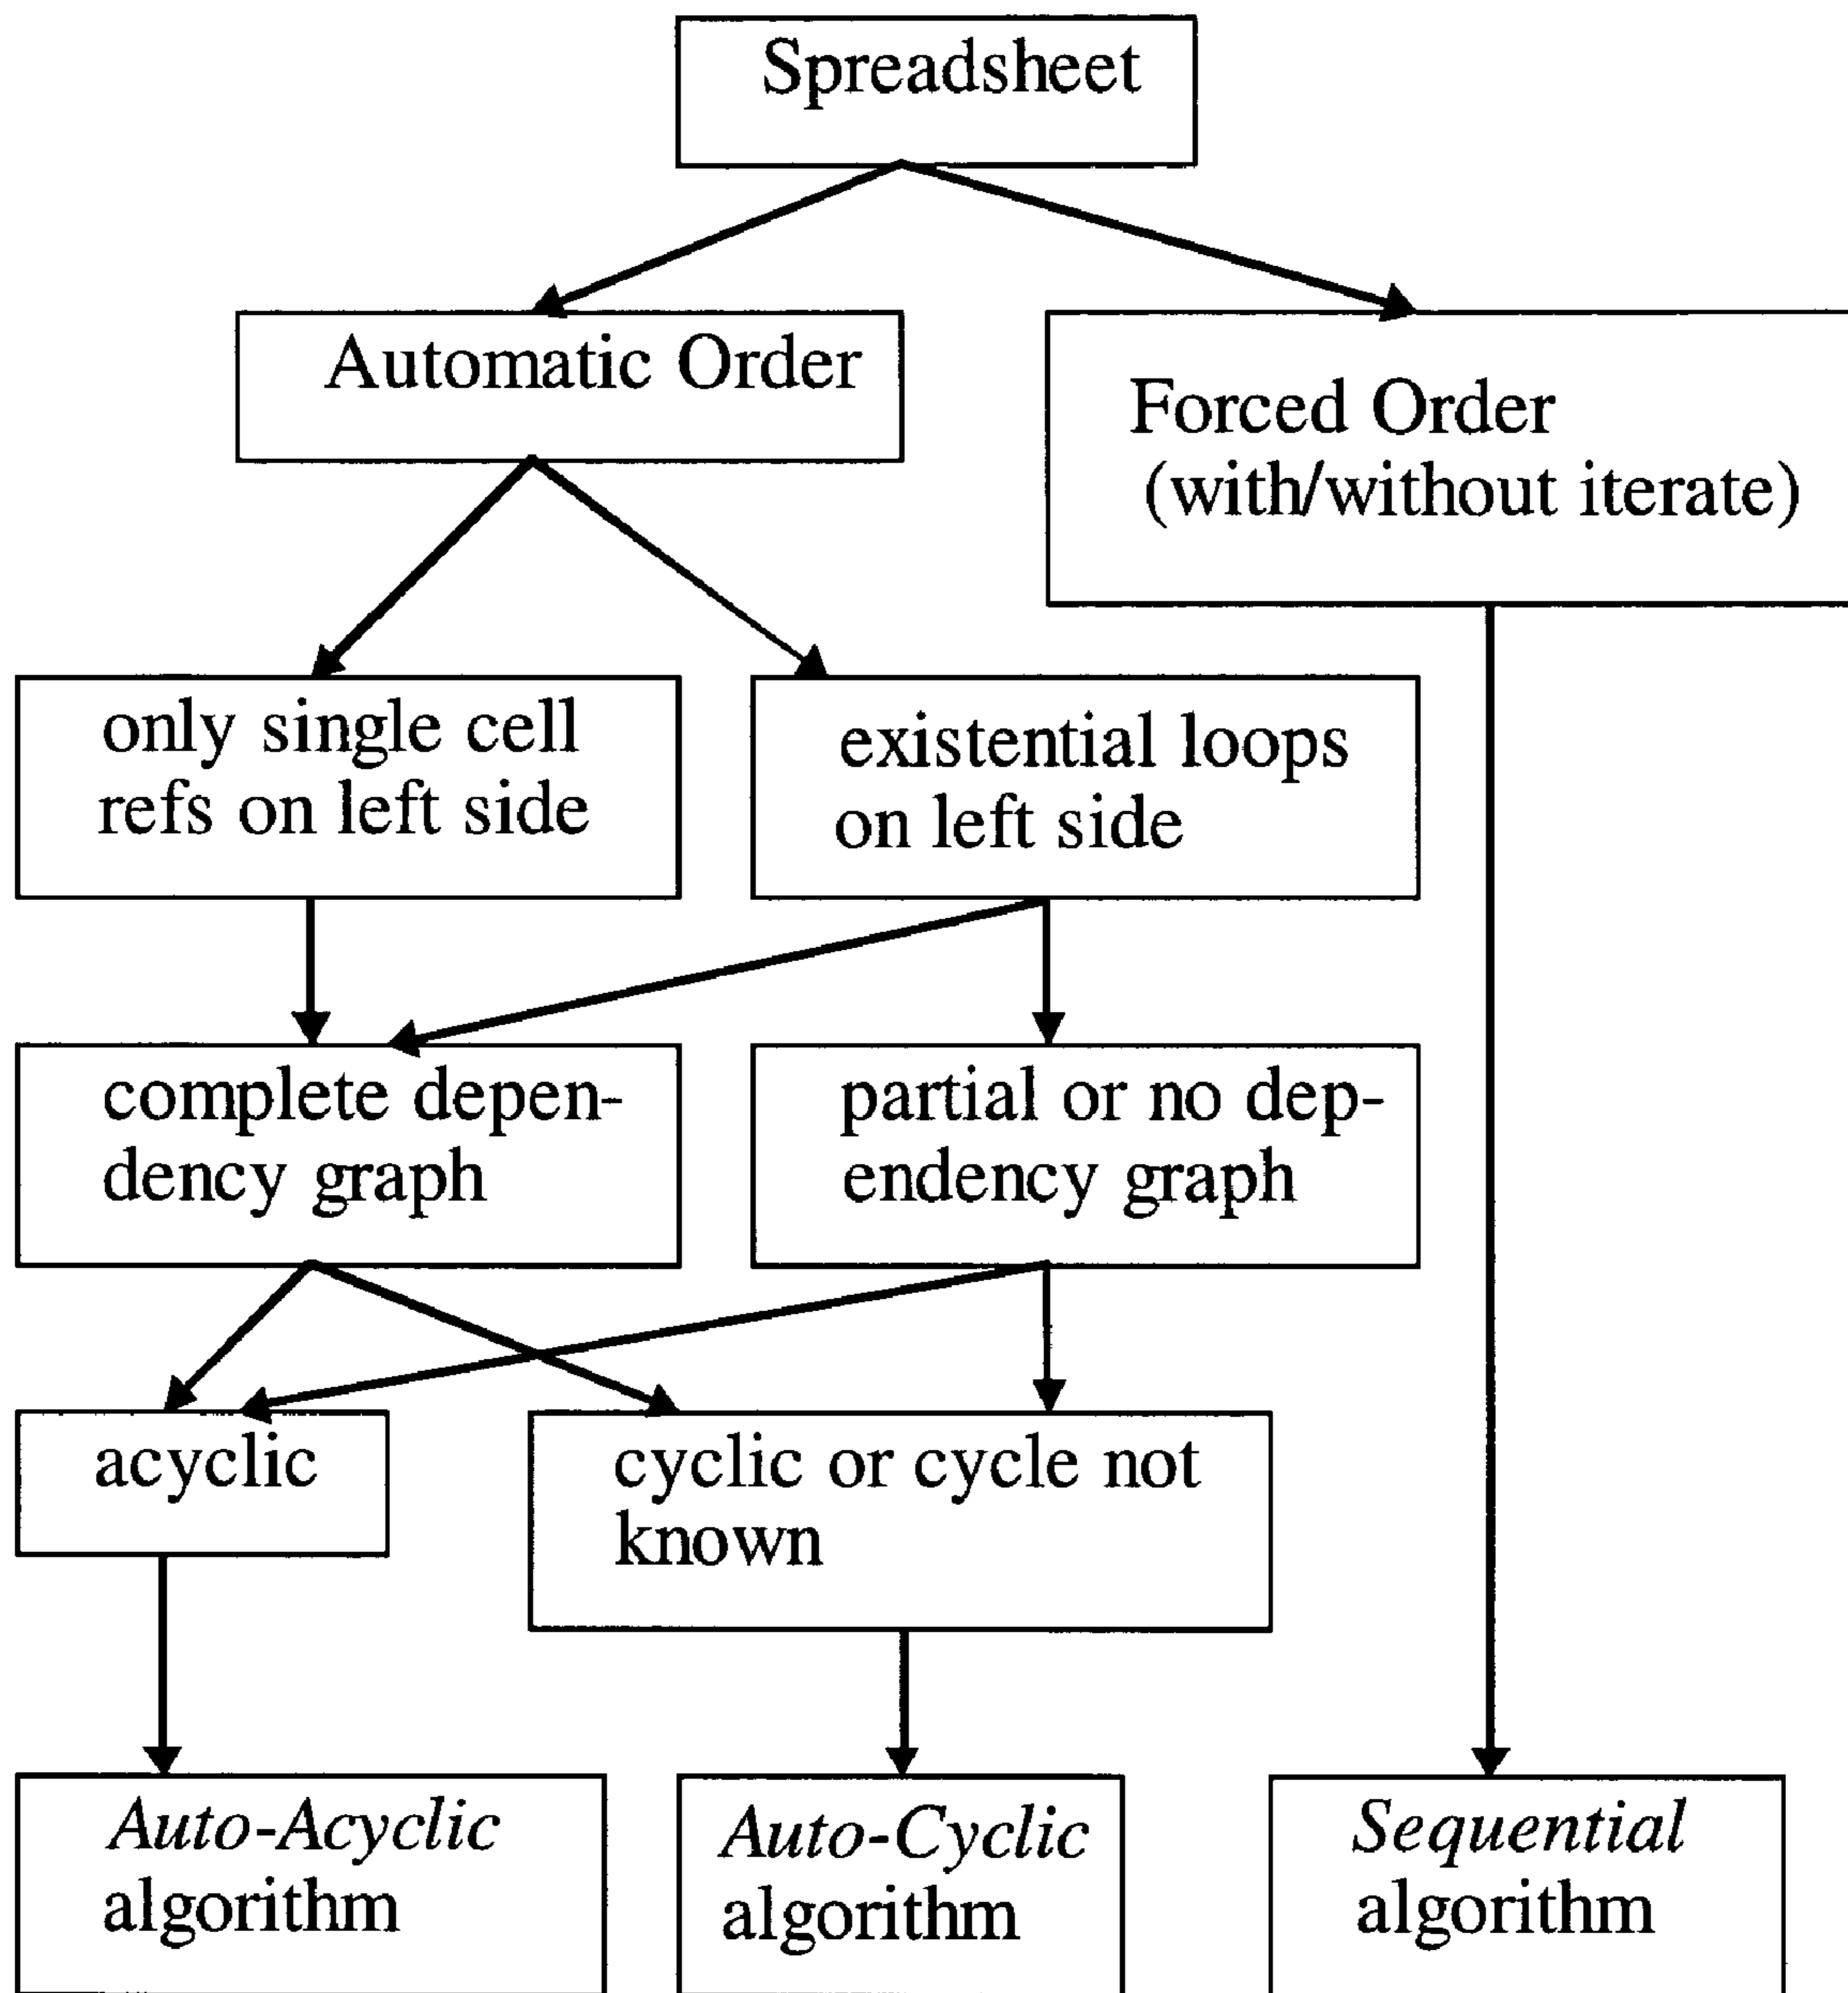 Spreadsheet
Automatic Order
Forced Order
(with/without iterate)
only single cell
refs on left side
existential loops
on left side
complete depen-
dency graph
partial or no dep-
endency graph
acyclic
cyclic or cycle not
known
Auto-Acyclic
algorithm
Auto-Cyclic
algorithm
Sequential
algorithm